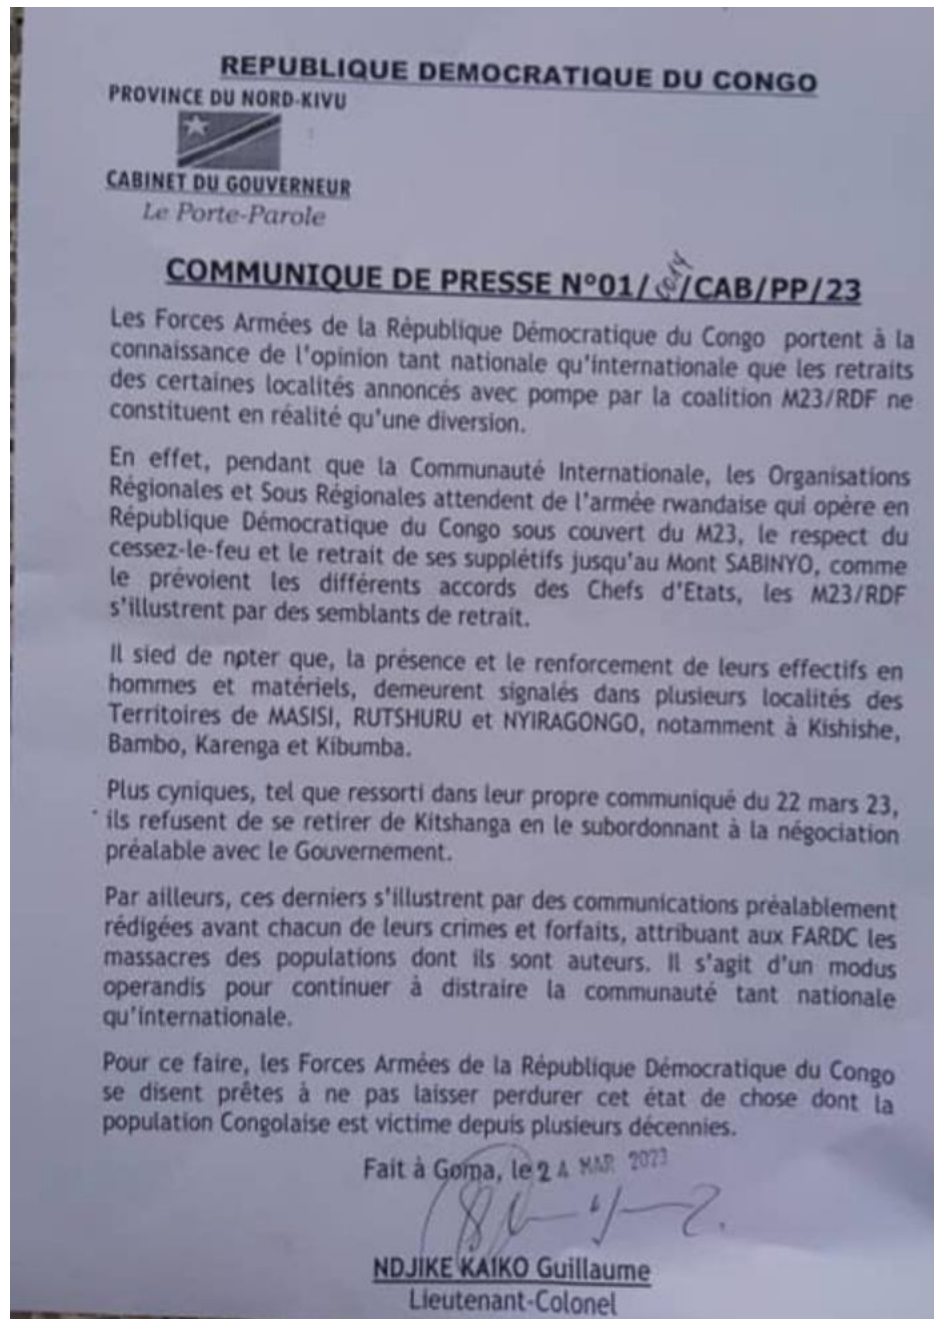 REPUBLIQUE DEMOCRATIQUE DU CONGO
PROVINCE DU NORD-KIVU
CABINET DU GOUVERNEUR
Le Porte-Parole
COMMUNIQUE DE PRESSE N°01/ /CAB/PP/23
Les Forces Armées de la République Démocratique du Congo portent à la
connaissance de l'opinion tant nationale qu'internationale que les retraits
des certaines localités annoncés avec pompe par la coalition M23/RDF ne
constituent en réalité qu'une diversion.
En effet, pendant que la Communauté Internationale, les Organisations
Régionales et Sous Régionales attendent de l'armée rwandaise qui opère en
République Démocratique du Congo sous couvert du M23, le respect du
cessez-le-feu et le retrait de ses supplétifs jusqu'au Mont SABINYO, comme
le prévoient les différents accords des Chefs d'Etats, les M23/RDF
s'illustrent par des semblants de retrait.
Il sied de noter que, la présence et le renforcement de leurs effectifs en
hommes et matériels, demeurent signalés dans plusieurs localités des
Territoires de MASISI, RUTSHURU et NYIRAGONGO, notamment à Kishishe,
Bambo, Karenga et Kibumba.
Plus cyniques, tel que ressorti dans leur propre communiqué du 22 mars 23,
ils refusent de se retirer de Kitshanga en le subordonnant à la négociation
préalable avec le Gouvernement.
Par ailleurs, ces derniers s'illustrent par des communications préalablement
rédigées avant chacun de leurs crimes et forfaits, attribuant aux FARDC les
massacres des populations dont ils sont auteurs. Il s'agit d'un modus
operandis pour continuer à distraire la communauté tant nationale
qu'internationale.
Pour ce faire, les Forces Armées de la République Démocratique du Congo
se disent prêtes à ne pas laisser perdurer cet état de chose dont la
population Congolaise est victime depuis plusieurs décennies.
Fait à Goma, le 24 MAR 2023
NDJIKE KAIKO Guillaume
Lieutenant-Colonel